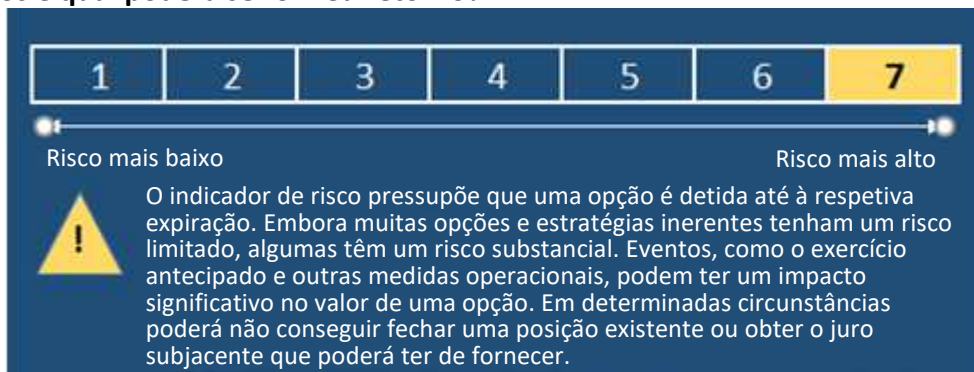 1 2 3 4 5 6 7
Risco mais baixo Risco mais alto
O indicador de risco pressupõe que uma opção é detida até à respetiva
expiração. Embora muitas opções e estratégias inerentes tenham um risco
limitado, algumas têm um risco substancial. Eventos, como o exercício
antecipado e outras medidas operacionais, podem ter um impacto
significativo no valor de uma opção. Em determinadas circunstâncias
poderá não conseguir fechar uma posição existente ou obter o juro
subjacente que poderá ter de fornecer.